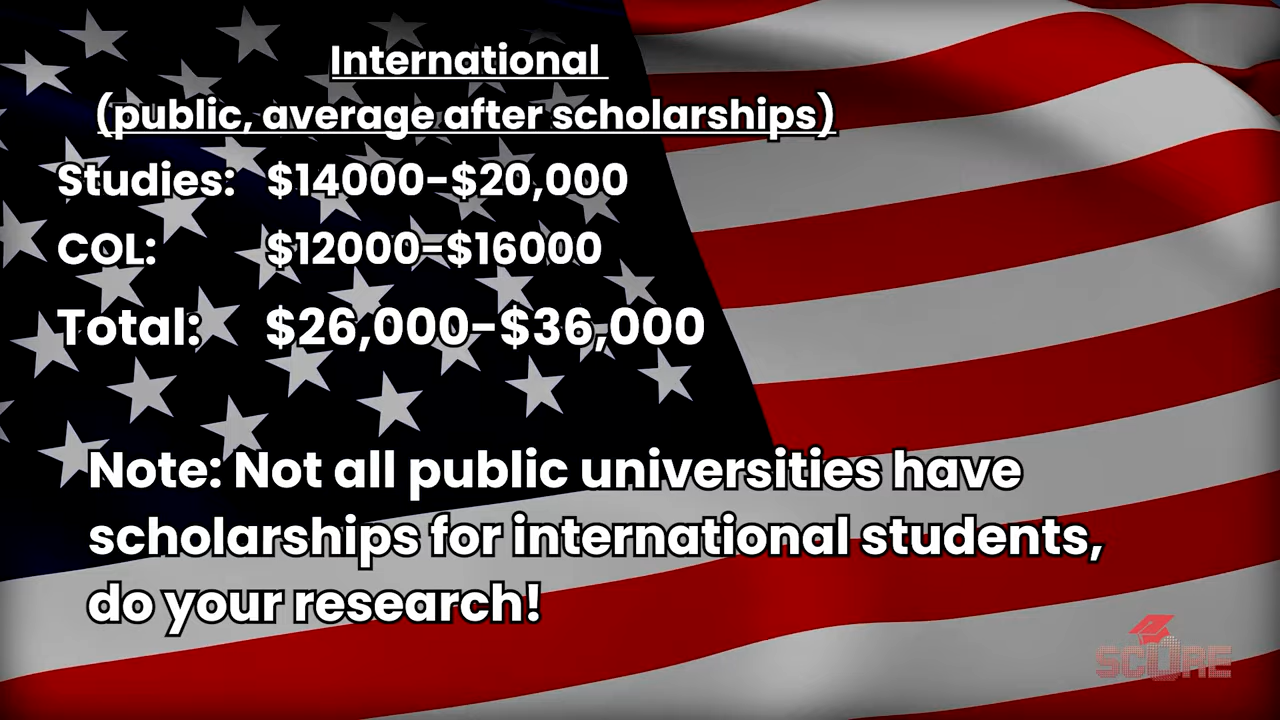 International
(public, average after scholarships)
Studies: $14000-$20,000
COL: $12000-$16000
Total: $26,000-$36,000
Note: Not all public universities have
scholarships for international students,
do your research!
SCURE